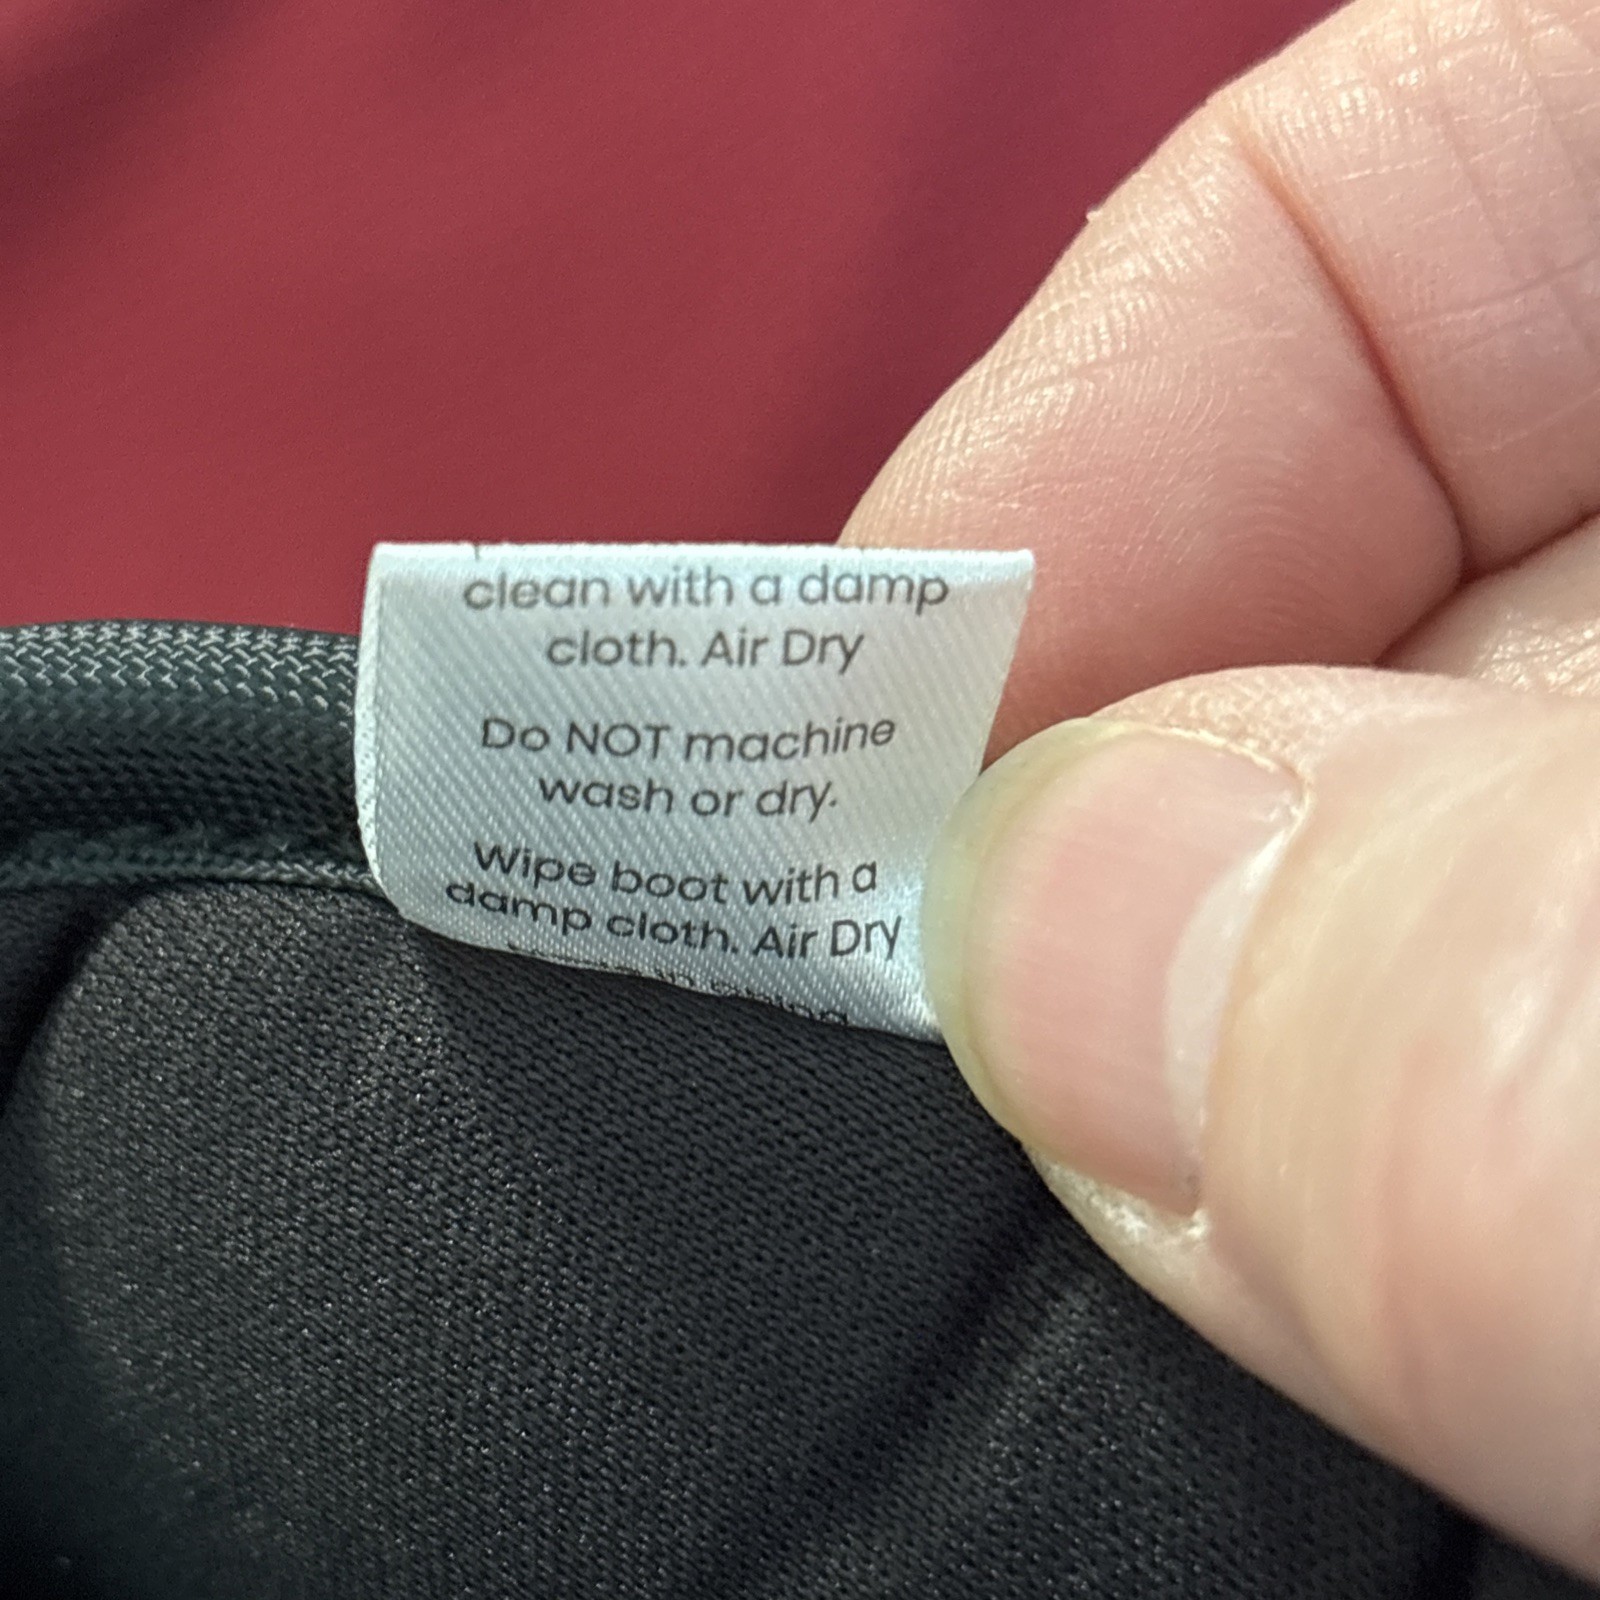 clean with a damp
cloth. Air Dry
Do NOT machine
wash or dry.
Wipe boot with a
damp cloth. Air Dry